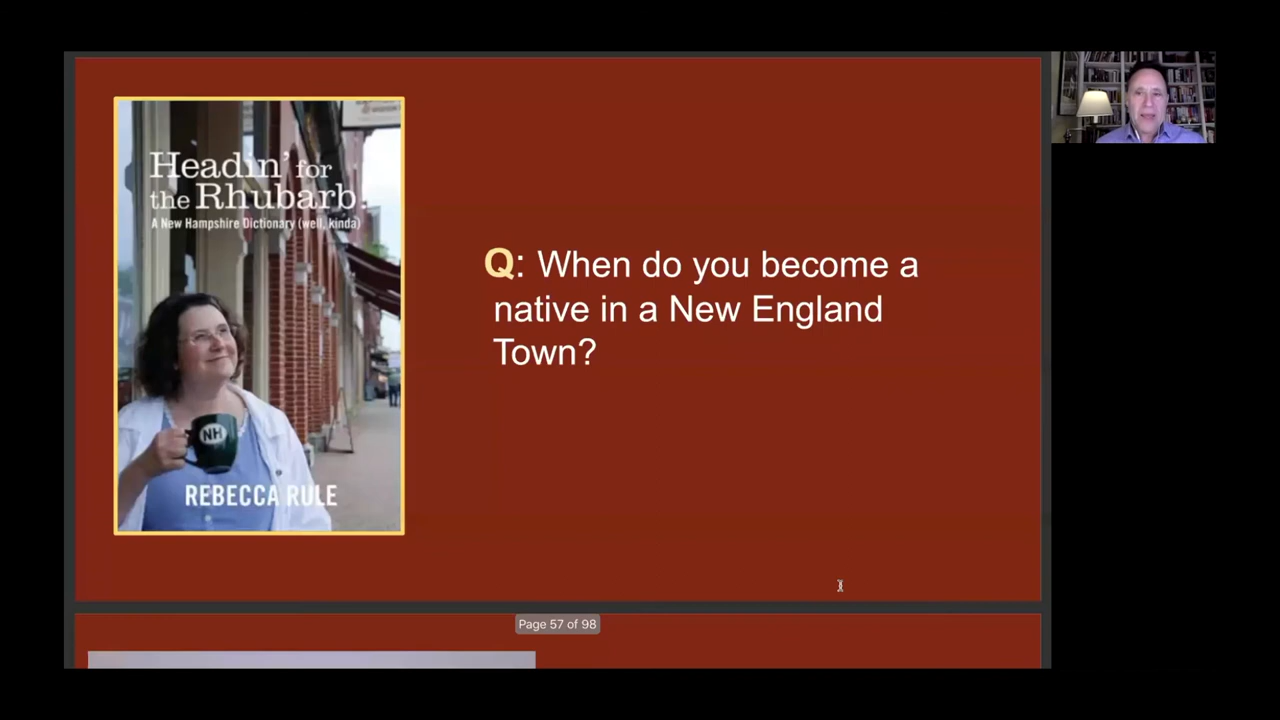 Headin' for
the Rhubarb!
A New Hampshire Dictionary (well, kinda)
NH
REBECCA RULE
Q: When do you become a
native in a New England
Town?
Page 57 of 98